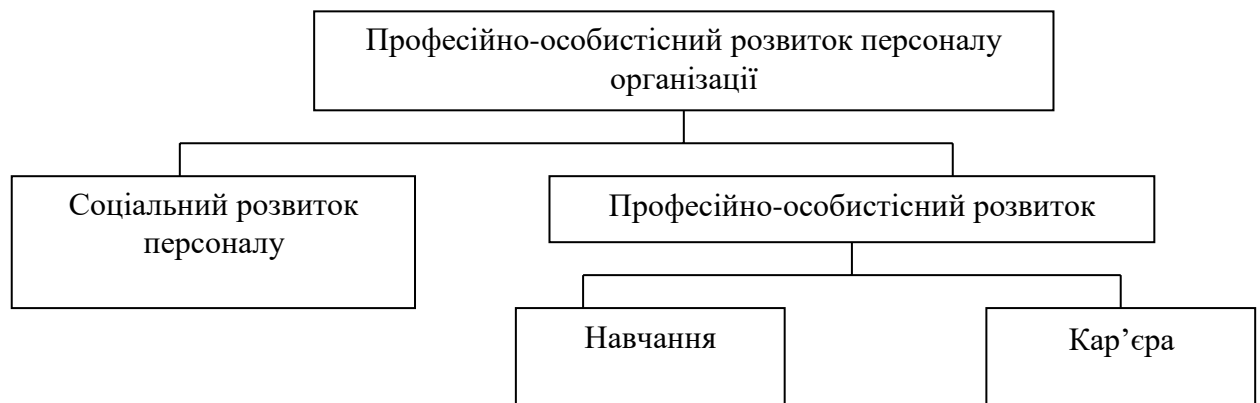 Професійно-особистісний розвиток персоналу
організації
Соціальний розвиток
персоналу
Професійно-особистісний розвиток
Навчання
Кар’єра